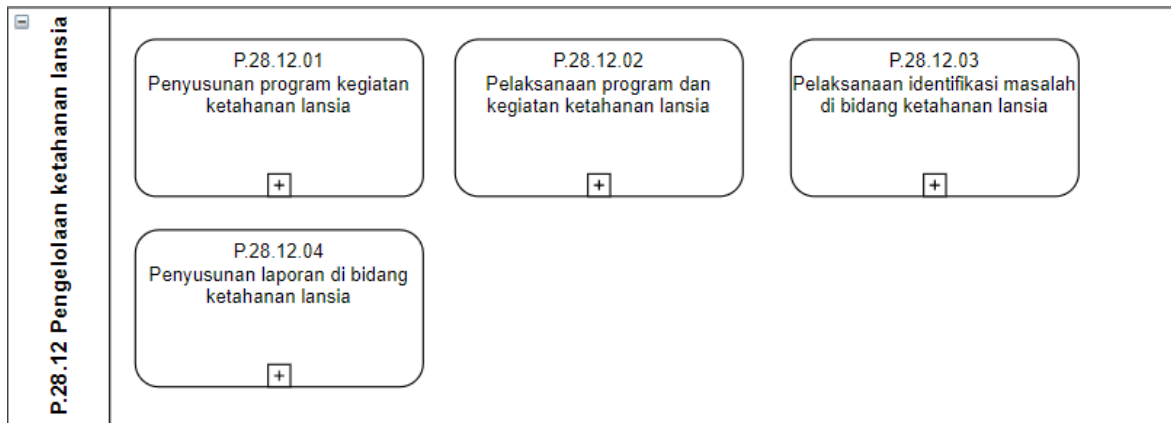 P.28.12 Pengelolaan ketahanan lansia
P.28.12.01
Penyusunan program kegiatan
ketahanan lansia
P.28.12.02
Pelaksanaan program dan
kegiatan ketahanan lansia
P.28.12.03
Pelaksanaan identifikasi masalah
di bidang ketahanan lansia
P.28.12.04
Penyusunan laporan di bidang
ketahanan lansia